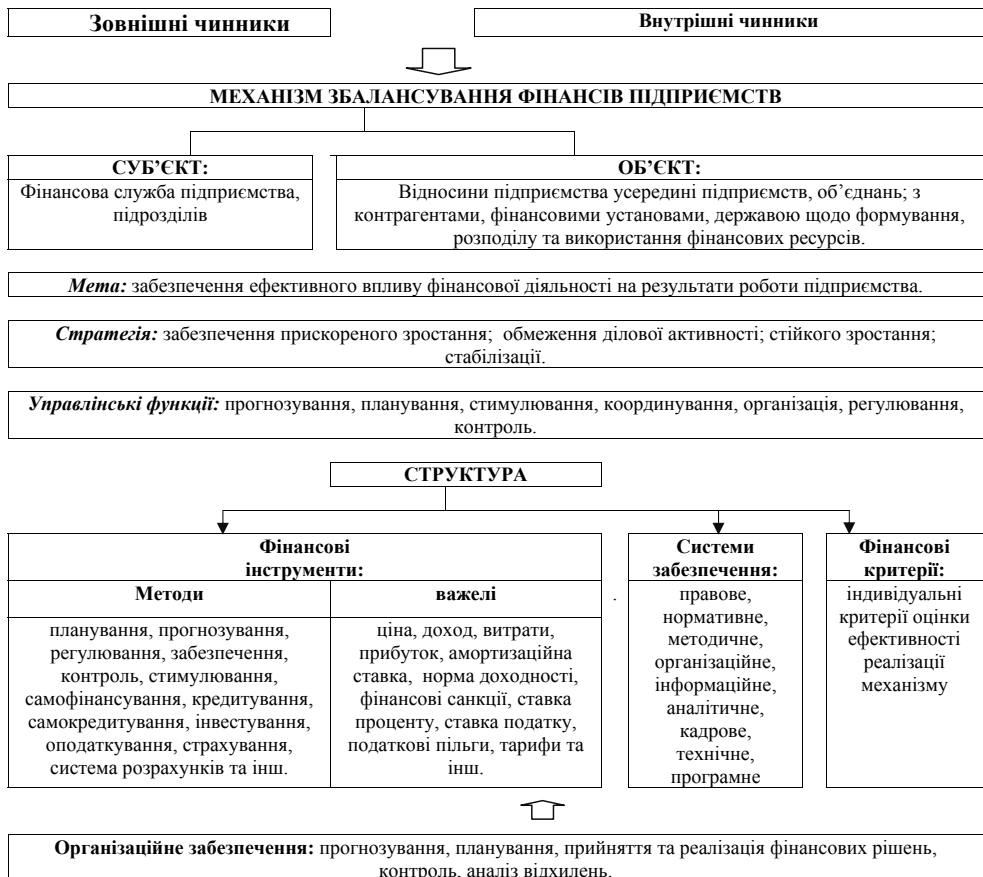 Зовнішні чинники
Внутрішні чинники
МЕХАНІЗМ ЗБАЛАНСУВАННЯ ФІНАНСІВ ПІДПРИЄМСТВ
СУБ’ЄКТ:
Фінансова служба підприємства,
підрозділів
ОБ’ЄКТ:
Відносини підприємства усередині підприємств, об’єднань; з
контрагентами, фінансовими установами, державою щодо формування,
розподілу та використання фінансових ресурсів.
Мета: забезпечення ефективного впливу фінансової діяльності на результати роботи підприємства.
Стратегія: забезпечення прискореного зростання; обмеження ділової активності; стійкого зростання;
стабілізації.
Управлінські функції: прогнозування, планування, стимулювання, координування, організація, регулювання,
контроль.
СТРУКТУРА
Фінансові
інструменти:
Методи
планування, прогнозування,
регулювання, забезпечення,
контроль, стимулювання,
самофінансування, кредитування,
самокредитування, інвестування,
оподаткування, страхування,
система розрахунків та інш.
важелі
ціна, доход, витрати,
прибуток, амортизаційна
ставка, норма доходності,
фінансові санкції, ставка
проценту, ставка податку,
податкові пільги, тарифи та
інш.
.
Системи
забезпечення:
правове,
нормативне,
методичне,
організаційне,
інформаційне,
аналітичне,
кадрове,
технічне,
програмне
Фінансові
критерії:
індивідуальні
критерії оцінки
ефективності
реалізації
механізму
Організаційне забезпечення: прогнозування, планування, прийняття та реалізація фінансових рішень,
контроль, аналіз відхилень.